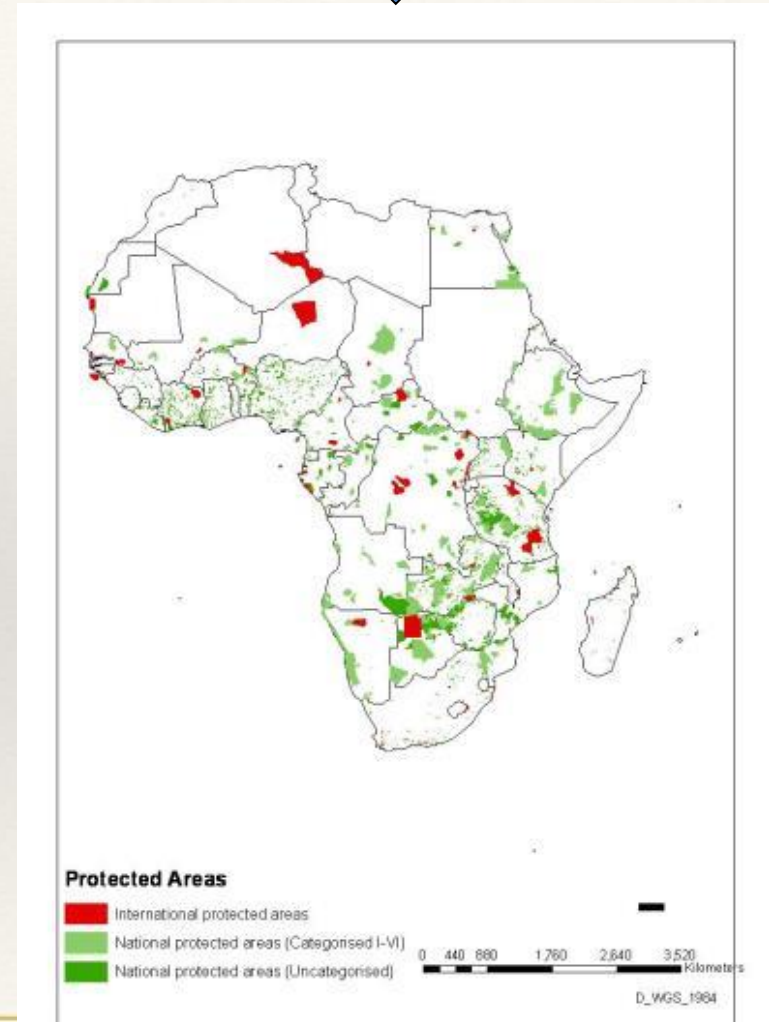 Protected Areas
International protected areas
National protected areas (Categorised I-VI)
National protected areas (Uncategorised)
0 440 880 1,760 2,640 3,520
Kilometers
D_WGS_1984